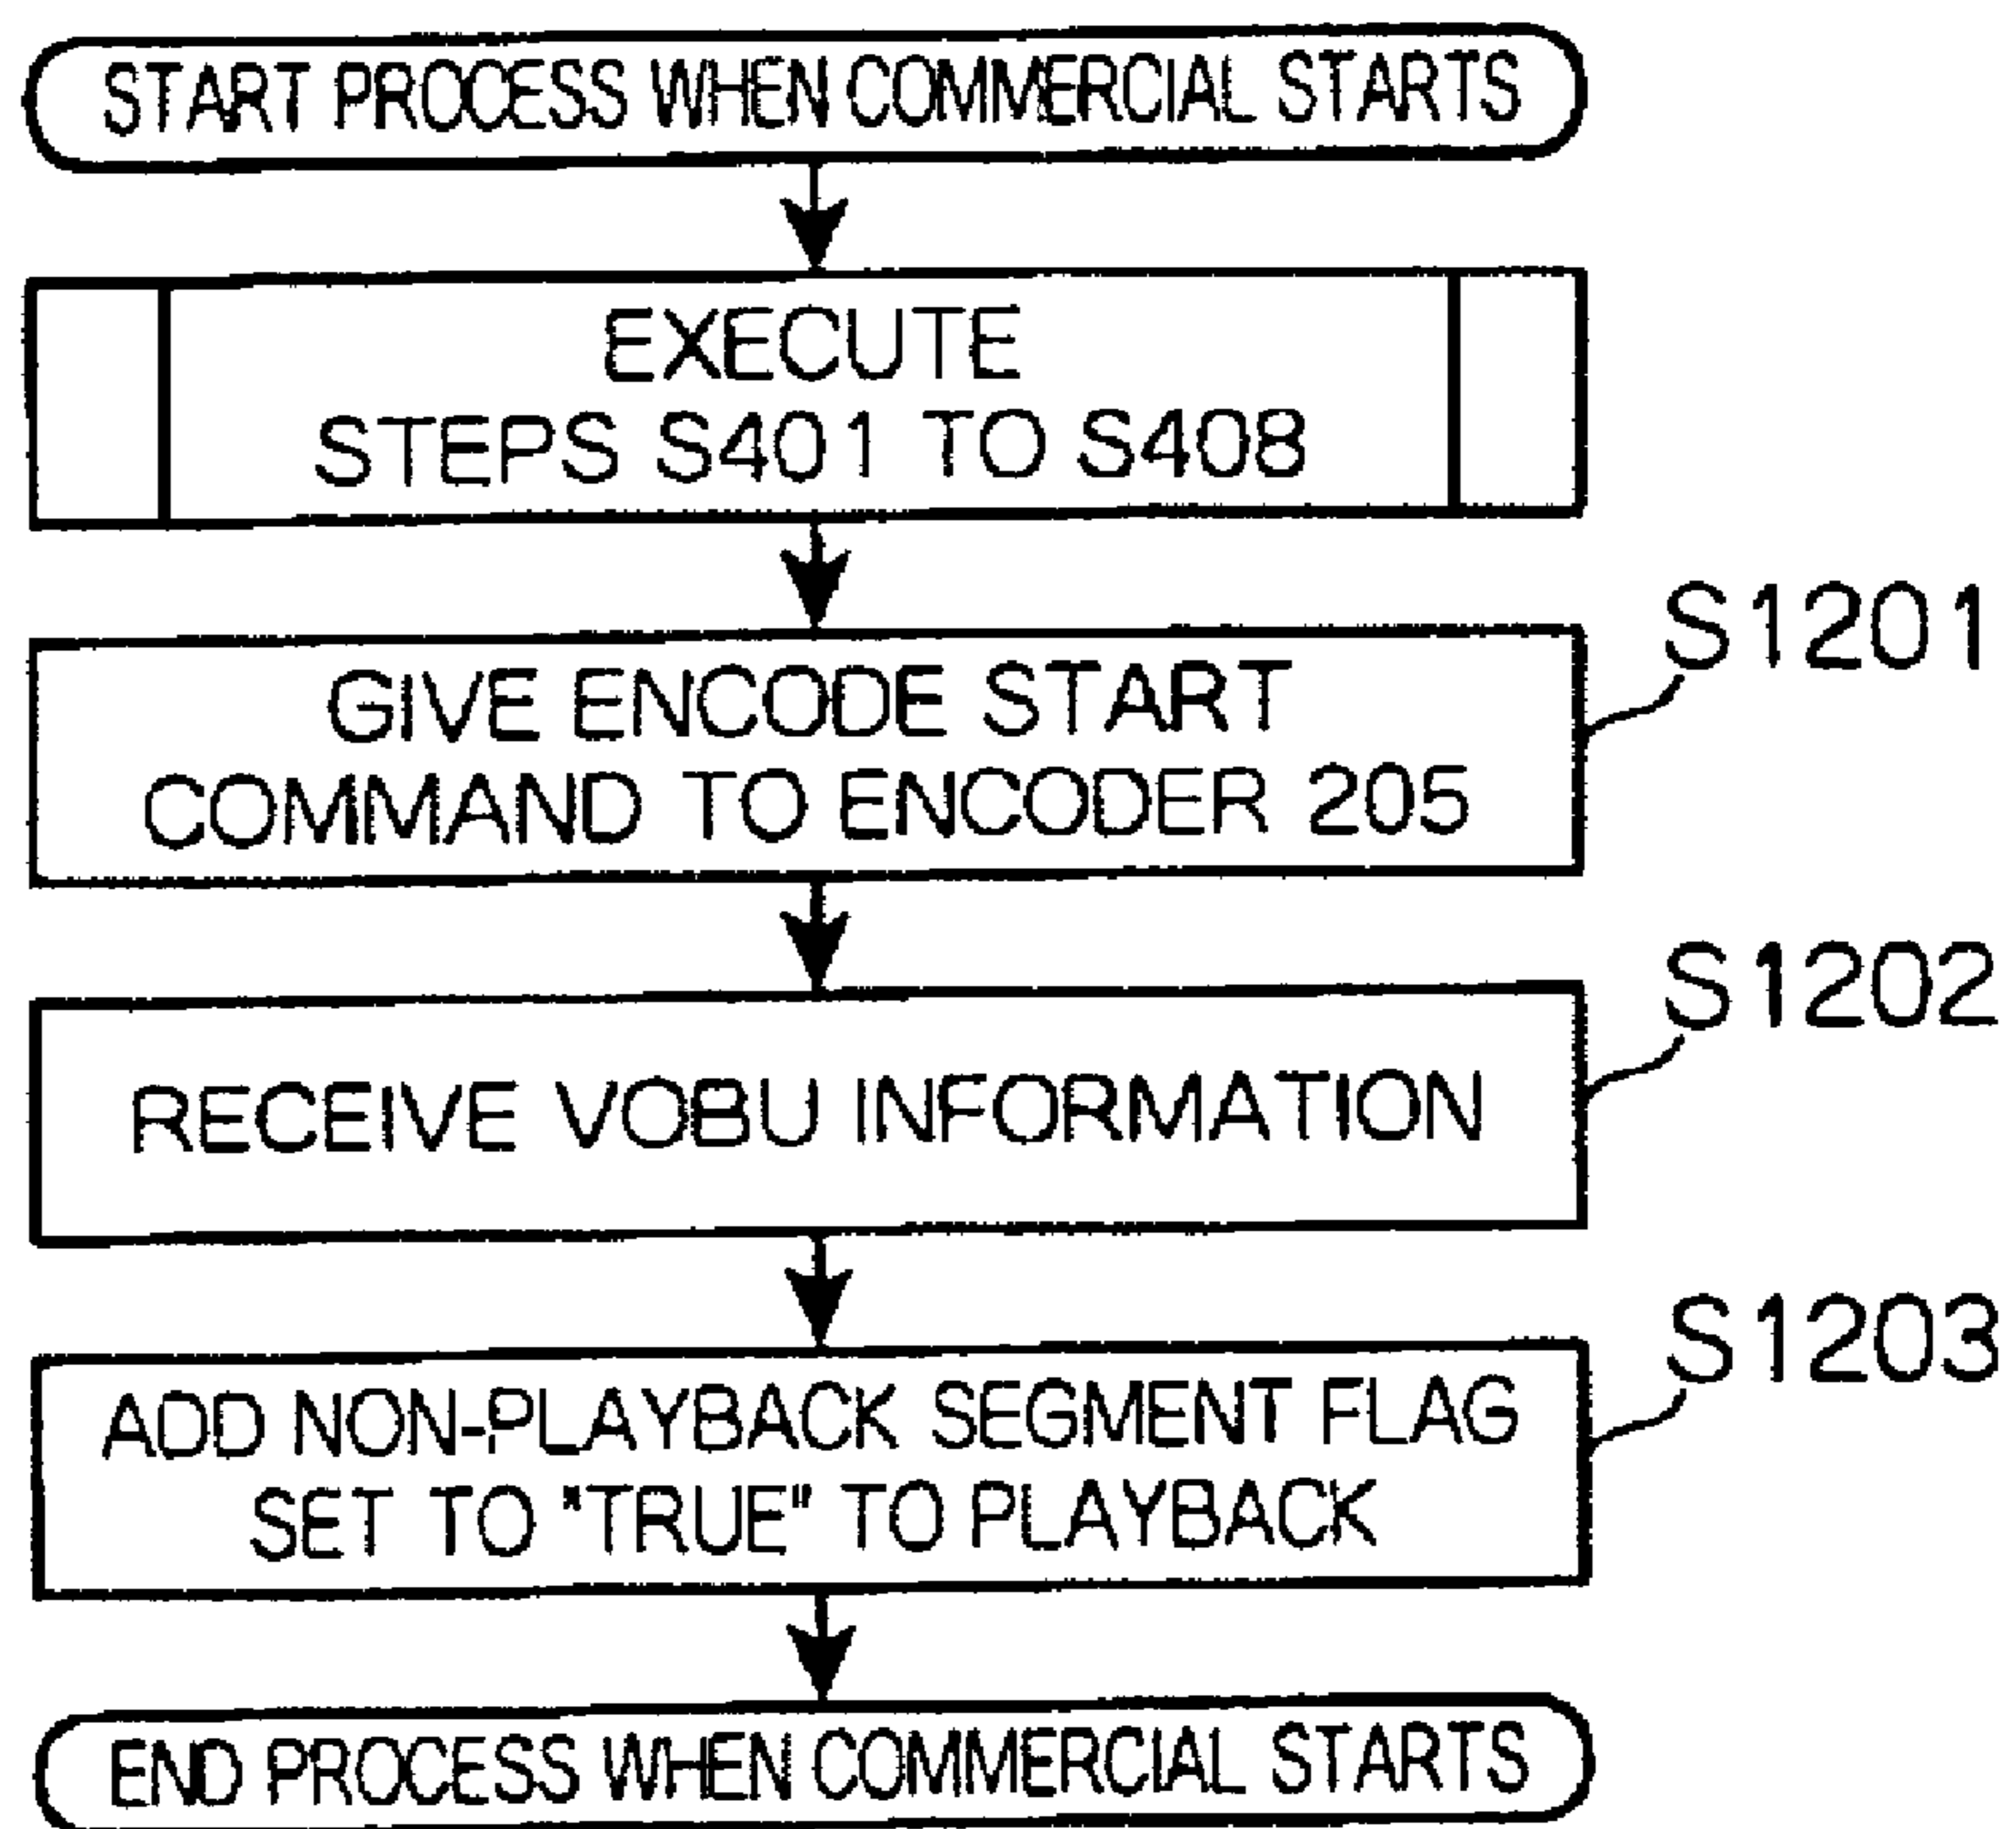 START PROCESS WHEN COMMERCIAL STARTS
EXECUTE
STEPS S401 TO S408
S1201
GIVE ENCODE START
COMMAND TO ENCODER 205
S1202
RECEIVE VOBU INFORMATION
S1203
ADD NON-PLAYBACK SEGMENT FLAG
SET TO "TRUE" TO PLAYBACK
END PROCESS WHEN COMMERCIAL STARTS